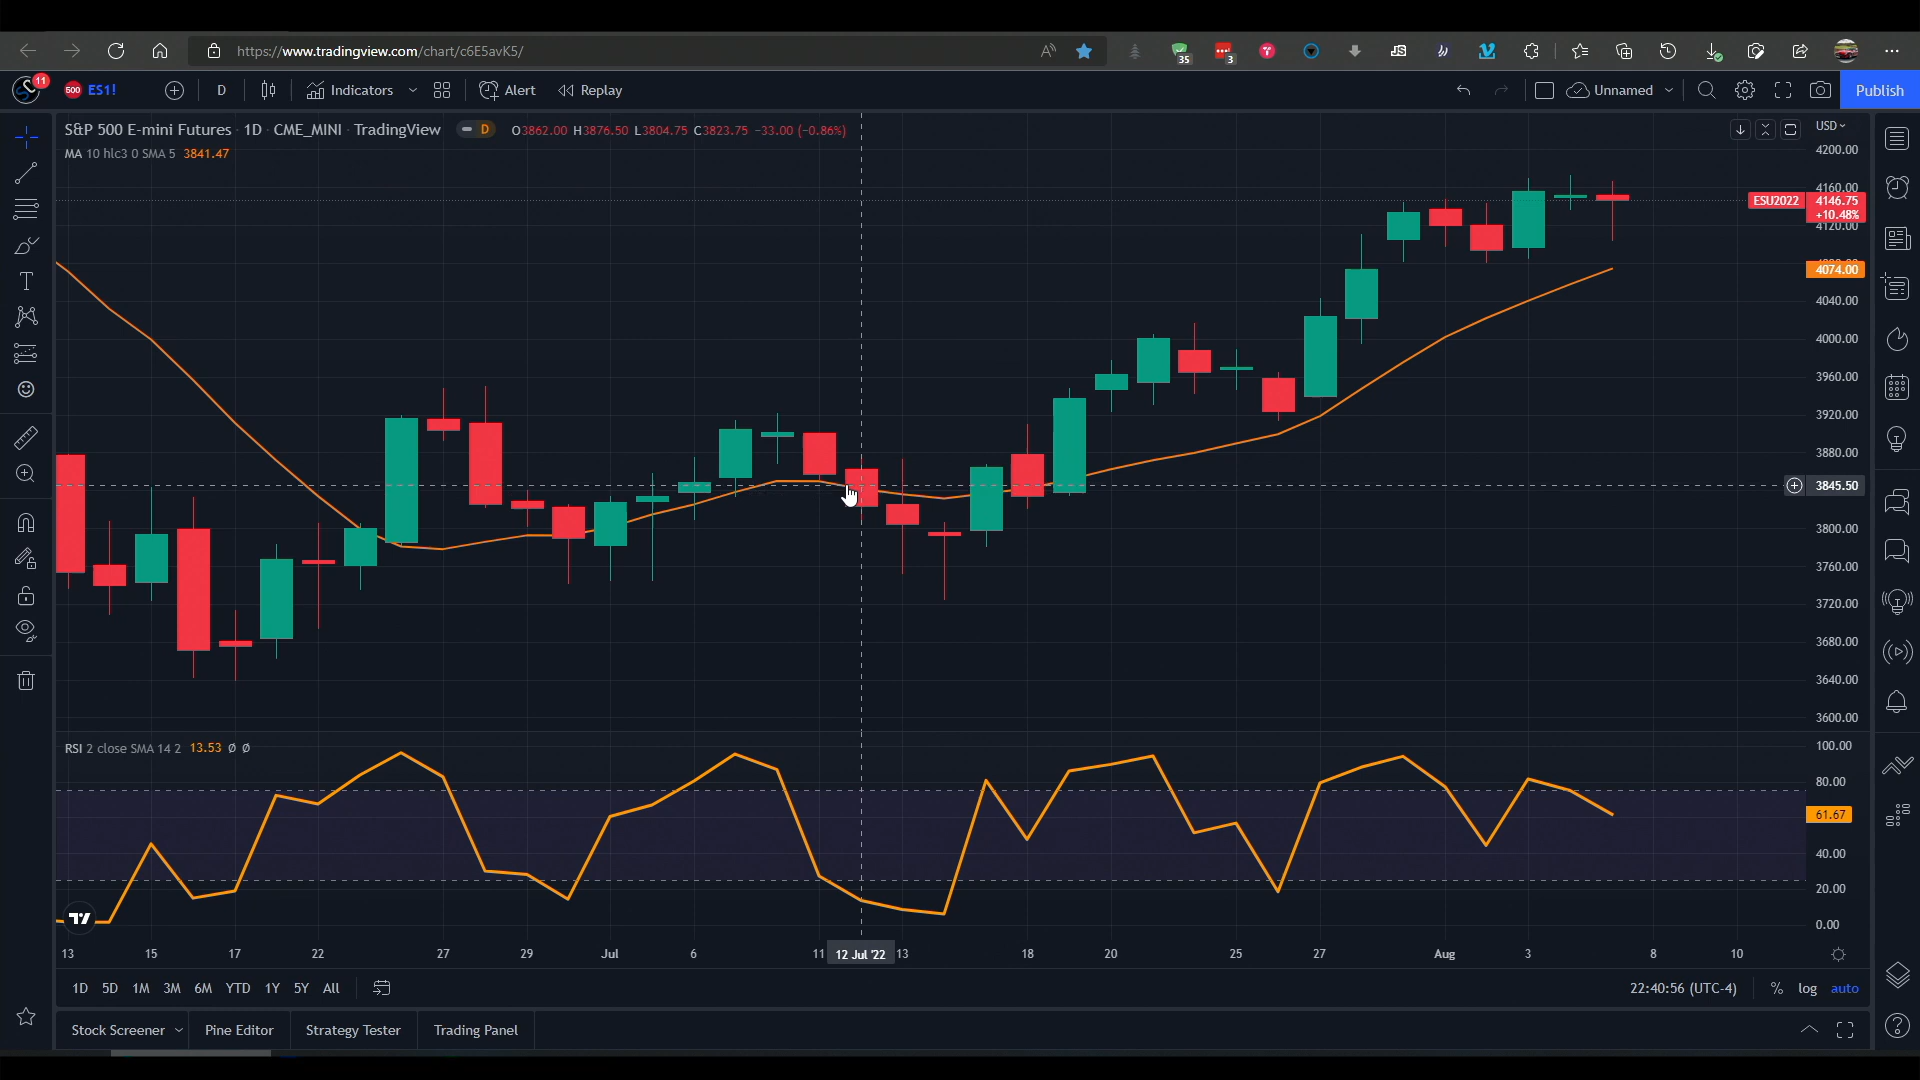 https://www.tradingview.com/chart/c6E5avK5/
35
3
JS
11
500 ES1!
D
Indicators
Alert
Replay
Unnamed
Publish
S&P 500 E-mini Futures · 1D · CME_MINI · TradingView
D
O3862.00 H3876.50 L3804.75 C3823.75 −33.00 (−0.86%)
USD
MA 10 hlc3 0 SMA 5 3841.47
4200.00
4160.00
ESU2022
4146.75
+10.48%
4120.00
4074.00
4040.00
4000.00
3960.00
3920.00
3880.00
3845.50
3800.00
3760.00
3720.00
3680.00
3640.00
3600.00
RSI 2 close SMA 14 2 13.53 Ø Ø
100.00
80.00
61.67
40.00
20.00
0.00
13
15
17
22
27
29
Jul
6
11
12 Jul '22
13
18
20
25
27
Aug
3
8
10
1D 5D 1M 3M 6M YTD 1Y 5Y All
22:40:56 (UTC-4)
% log auto
Stock Screener
Pine Editor
Strategy Tester
Trading Panel